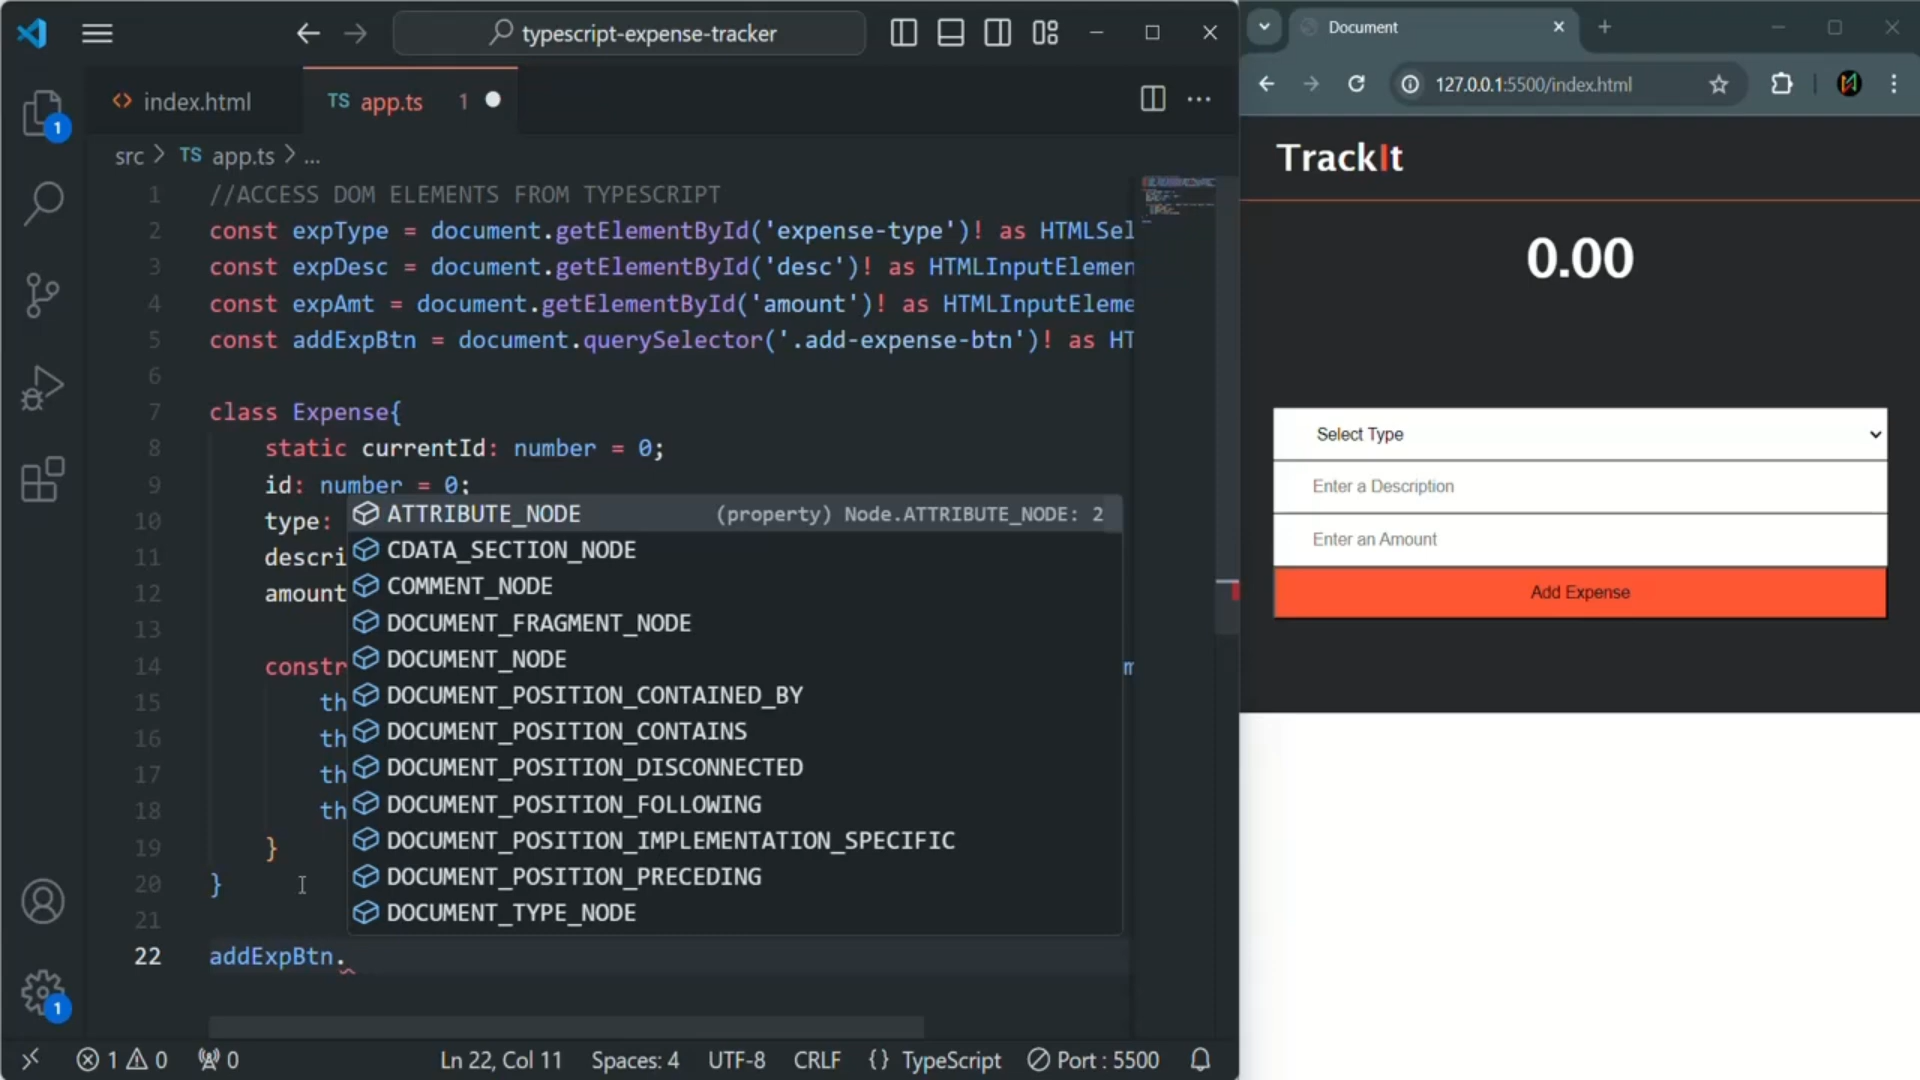 typescript-expense-tracker
index.html
TS app.ts 1
src > TS app.ts > ...
1 //ACCESS DOM ELEMENTS FROM TYPESCRIPT
2 const expType = document.getElementById('expense-type')! as HTMLSel
3 const expDesc = document.getElementById('desc')! as HTMLInputElemen
4 const expAmt = document.getElementById('amount')! as HTMLInputEleme
5 const addExpBtn = document.querySelector('.add-expense-btn')! as HT
6
7 class Expense{
8 static currentId: number = 0;
9 id: number = 0;
10 type:
11 descri
12 amount
13
14 constr m
15 th
16 th
17 th
18 th
19 }
20 }
21
22 addExpBtn.
ATTRIBUTE_NODE (property) Node.ATTRIBUTE_NODE: 2
CDATA_SECTION_NODE
COMMENT_NODE
DOCUMENT_FRAGMENT_NODE
DOCUMENT_NODE
DOCUMENT_POSITION_CONTAINED_BY
DOCUMENT_POSITION_CONTAINS
DOCUMENT_POSITION_DISCONNECTED
DOCUMENT_POSITION_FOLLOWING
DOCUMENT_POSITION_IMPLEMENTATION_SPECIFIC
DOCUMENT_POSITION_PRECEDING
DOCUMENT_TYPE_NODE
1
1
1 0 0 Ln 22, Col 11 Spaces: 4 UTF-8 CRLF {} TypeScript Port : 5500
Document
127.0.0.1:5500/index.html
TrackIt
0.00
Select Type
Enter a Description
Enter an Amount
Add Expense